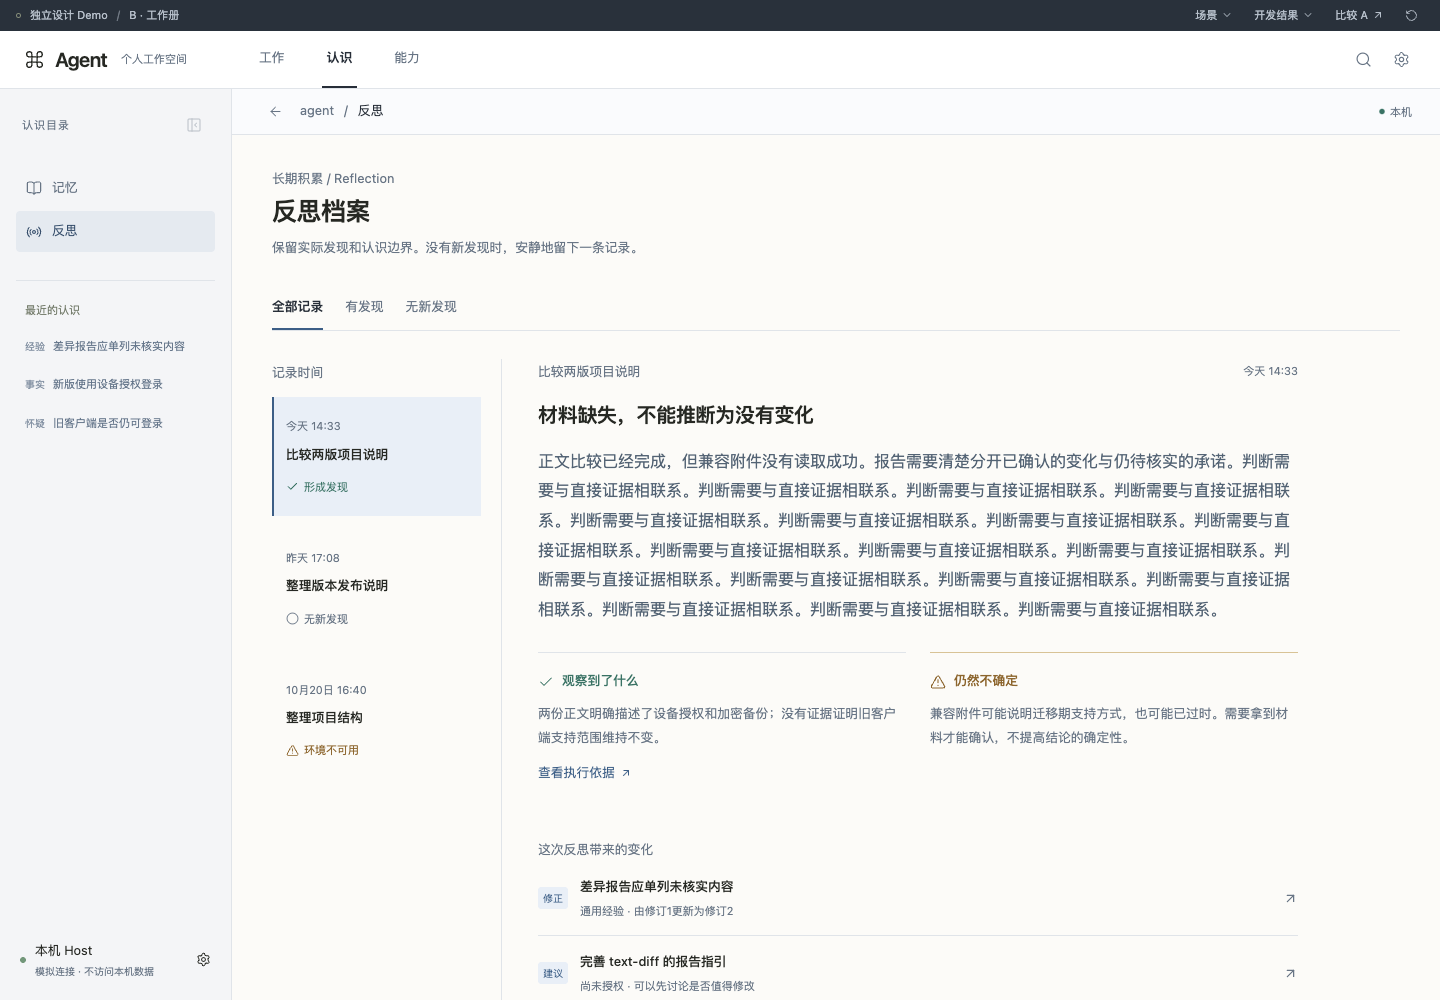 独立设计 Demo / B · 工作册
场景
开发结果
比较 A
Agent 个人工作空间
工作
认识
能力
认识目录
记忆
反思
最近的认识
经验 差异报告应单列未核实内容
事实 新版使用设备授权登录
怀疑 旧客户端是否仍可登录
本机 Host
模拟连接 · 不访问本机数据
agent / 反思
本机
长期积累 / Reflection
反思档案
保留实际发现和认识边界。没有新发现时，安静地留下一条记录。
全部记录
有发现
无新发现
记录时间
今天 14:33
比较两版项目说明
形成发现
昨天 17:08
整理版本发布说明
无新发现
10月20日 16:40
整理项目结构
环境不可用
比较两版项目说明
今天 14:33
材料缺失，不能推断为没有变化
正文比较已经完成，但兼容附件没有读取成功。报告需要清楚分开已确认的变化与仍待核实的承诺。判断需
要与直接证据相联系。判断需要与直接证据相联系。判断需要与直接证据相联系。判断需要与直接证据相联
系。判断需要与直接证据相联系。判断需要与直接证据相联系。判断需要与直接证据相联系。判断需要与直
接证据相联系。判断需要与直接证据相联系。判断需要与直接证据相联系。判断需要与直接证据相联系。判
断需要与直接证据相联系。判断需要与直接证据相联系。判断需要与直接证据相联系。判断需要与直接证据
相联系。判断需要与直接证据相联系。判断需要与直接证据相联系。判断需要与直接证据相联系。
观察到了什么
两份正文明确描述了设备授权和加密备份；没有证据证明旧客户
端支持范围维持不变。
查看执行依据
仍然不确定
兼容附件可能说明迁移期支持方式，也可能已过时。需要拿到材
料才能确认，不提高结论的确定性。
这次反思带来的变化
修正
差异报告应单列未核实内容
通用经验 · 由修订1更新为修订2
建议
完善 text-diff 的报告指引
尚未授权 · 可以先讨论是否值得修改